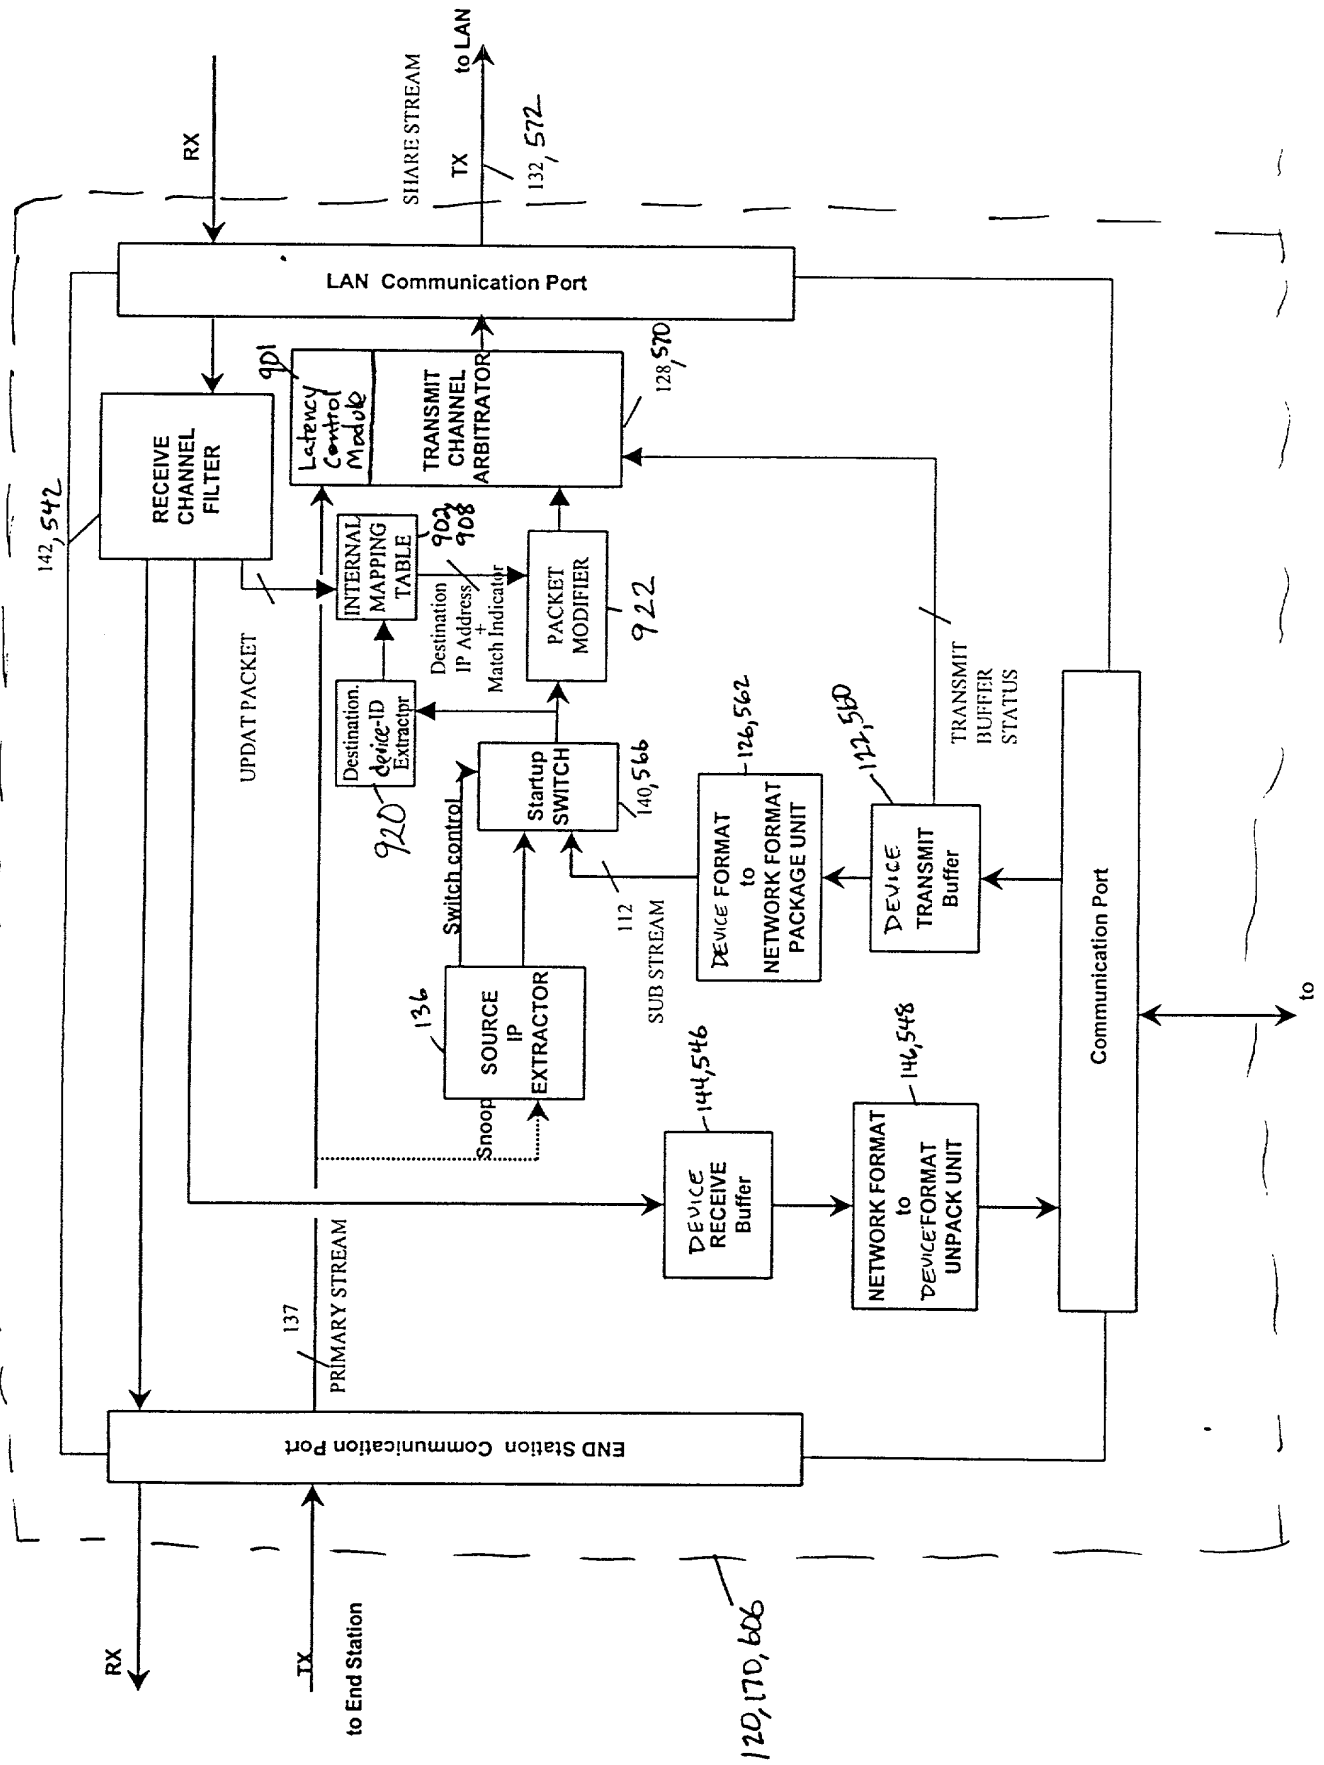 RX
SHARE STREAM
to LAN
TX
132, 572
LAN Communication Port
142, 542
RECEIVE
CHANNEL
FILTER
901
Latency
Control
Module
TRANSMIT
CHANNEL
ARBITRATOR
128, 570
UPDAT PACKET
INTERNAL
MAPPING
TABLE
902
908
Destination
IP Address
+
Match Indicator
PACKET
MODIFIER
922
Destination.
device-ID
Extractpr
920
Switch control
Startup
SWITCH
140, 566
126, 562
DEVICE FORMAT
to
NETWORK FORMAT
PACKAGE UNIT
122, 560
DEVICE
TRANSMIT
Buffer
TRANSMIT
BUFFER
STATUS
112
SUB STREAM
136
SOURCE
IP
EXTRACTOR
Snoop
144, 546
DEVICE
RECEIVE
Buffer
146, 548
NETWORK FORMAT
to
DEVICE FORMAT
UNPACK UNIT
Communication Port
to
137
PRIMARY STREAM
END Station Communication Port
RX
TX
to End Station
120, 170, 606